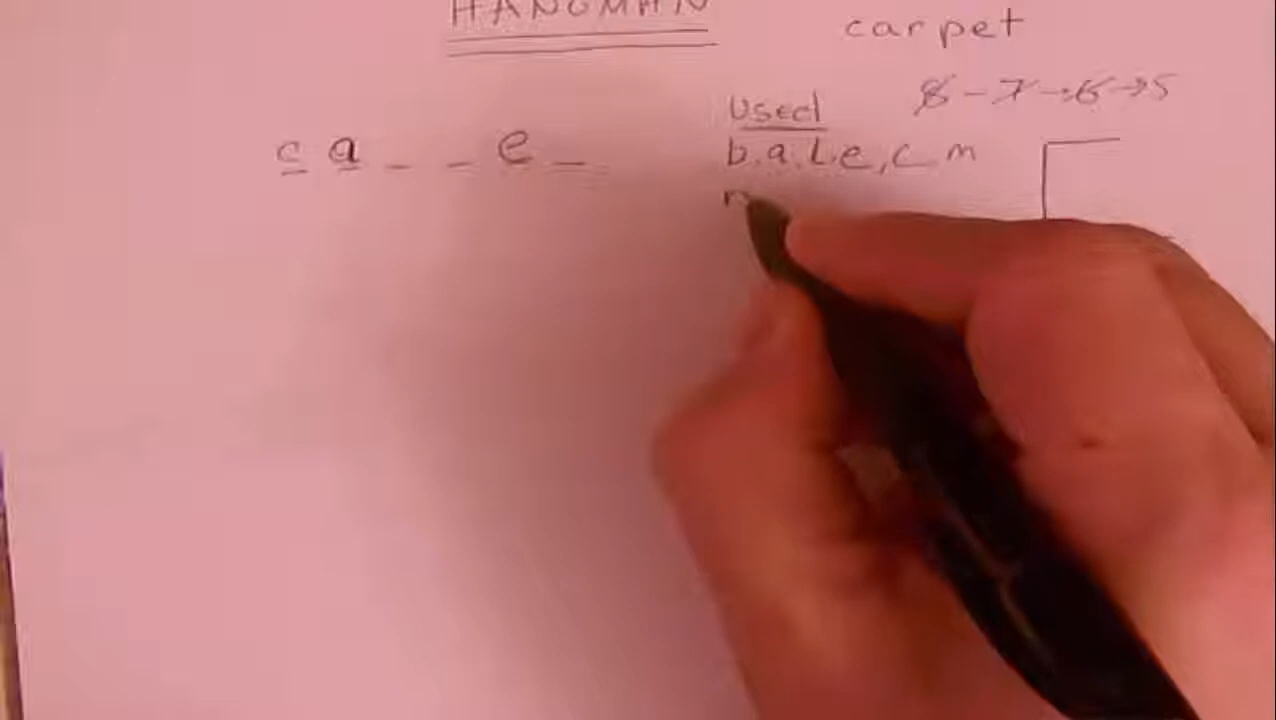 HANGMAN
carpet
8 - 7 → 6 → 5
Used
c a _ _ e _
b, a, L, e, c m